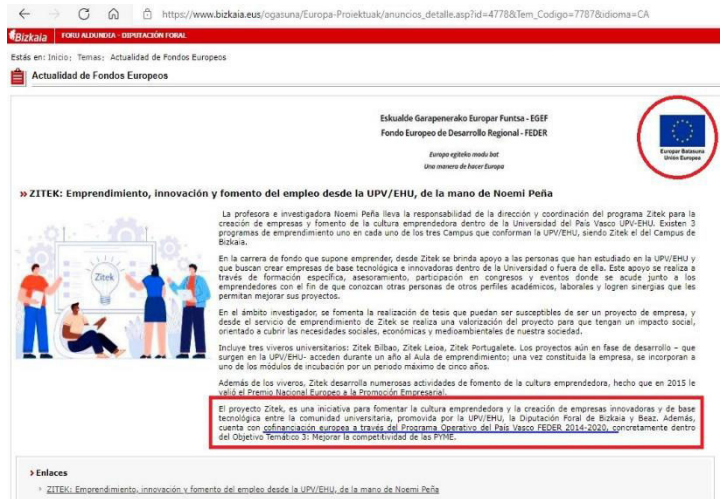 https://www.bizkaia.eus/ogasuna/Europa-Proiektuak/anuncios_detalle.asp?id=4778&Tem_Codigo=7787&idioma=CA
Bizkaia FORU ALDUNDIA - DIPUTACIÓN FORAL
Estás en: Inicio; Temas; Actualidad de Fondos Europeos
Actualidad de Fondos Europeos
Eskualde Garapenerako Europar Funtsa - EGEF
Fondo Europeo de Desarrollo Regional - FEDER
Europa egiteko modu bat
Una manera de hacer Europa
Europar Batasuna
Unión Europea
» ZITEK: Emprendimiento, innovación y fomento del empleo desde la UPV/EHU, de la mano de Noemi Peña
Zitek
La profesora e investigadora Noemi Peña lleva la responsabilidad de la dirección y coordinación del programa Zitek para la
creación de empresas y fomento de la cultura emprendedora dentro de la Universidad del País Vasco UPV-EHU. Existen 3
programas de emprendimiento uno en cada uno de los tres Campus que conforman la UPV/EHU, siendo Zitek el del Campus de
Bizkaia.
En la carrera de fondo que supone emprender, desde Zitek se brinda apoyo a las personas que han estudiado en la UPV/EHU y
que buscan crear empresas de base tecnológica e innovadoras dentro de la Universidad o fuera de ella. Este apoyo se realiza a
través de formación específica, asesoramiento, participación en congresos y eventos donde se acude junto a los
emprendedores con el fin de que conozcan otras personas de otros perfiles académicos, laborales y logren sinergias que les
permitan mejorar sus proyectos.
En el ámbito investigador, se fomenta la realización de tesis que puedan ser susceptibles de ser un proyecto de empresa, y
desde el servicio de emprendimiento de Zitek se realiza una valorización del proyecto para que tengan un impacto social,
orientado a cubrir las necesidades sociales, económicas y medioambientales de nuestra sociedad.
Incluye tres viveros universitarios: Zitek Bilbao, Zitek Leioa, Zitek Portugalete. Los proyectos aún en fase de desarrollo – que
surgen en la UPV/EHU- acceden durante un año al Aula de emprendimiento; una vez constituida la empresa, se incorporan a
uno de los módulos de incubación por un periodo máximo de cinco años.
Además de los viveros, Zitek desarrolla numerosas actividades de fomento de la cultura emprendedora, hecho que en 2015 le
valió el Premio Nacional Europeo a la Promoción Empresarial.
El proyecto Zitek, es una iniciativa para fomentar la cultura emprendedora y la creación de empresas innovadoras y de base
tecnológica entre la comunidad universitaria, promovida por la UPV/EHU, la Diputación Foral de Bizkaia y Beaz. Además,
cuenta con cofinanciación europea a través del Programa Operativo del País Vasco FEDER 2014-2020, concretamente dentro
del Objetivo Temático 3: Mejorar la competitividad de las PYME.
Enlaces
ZITEK: Emprendimiento, innovación y fomento del empleo desde la UPV/EHU, de la mano de Noemi Peña